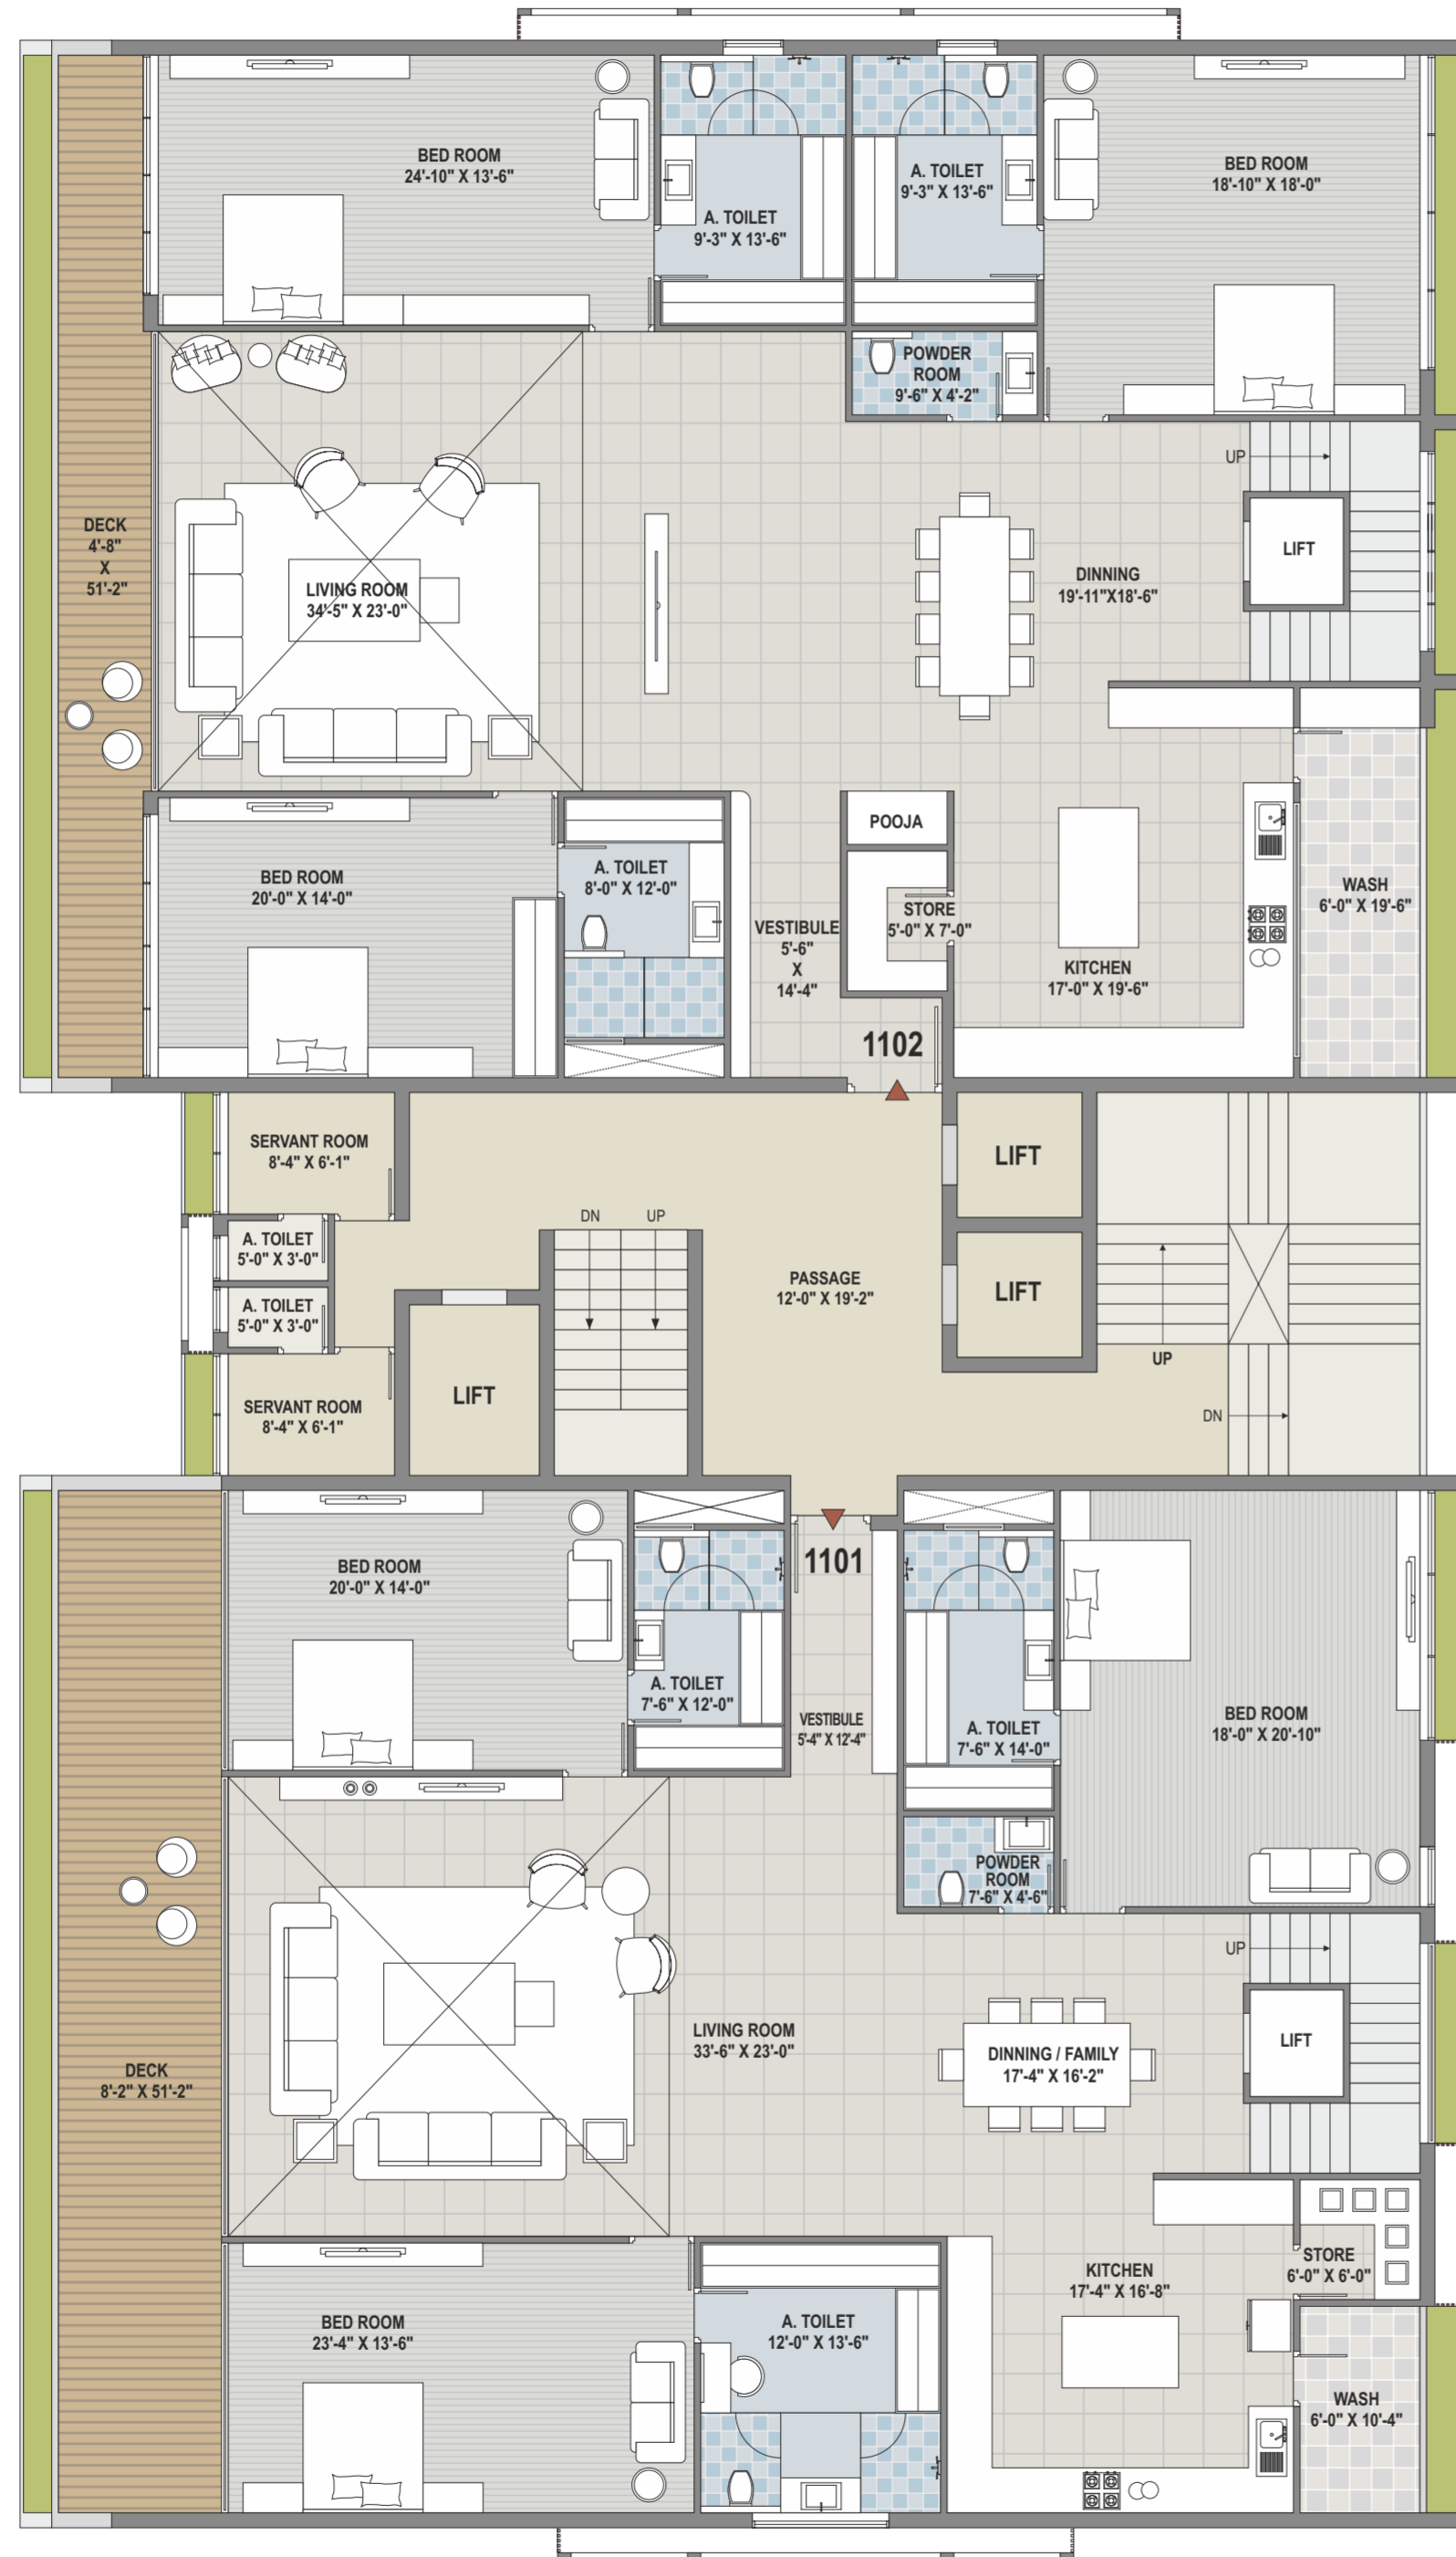 BED ROOM
24'-10" X 13'-6"
A. TOILET
9'-3" X 13'-6"
A. TOILET
9'-3" X 13'-6"
BED ROOM
18'-10" X 18'-0"
POWDER
ROOM
9'-6" X 4'-2"
UP
LIFT
DECK
4'-8"
X
51'-2"
LIVING ROOM
34'-5" X 23'-0"
DINNING
19'-11"X18'-6"
POOJA
BED ROOM
20'-0" X 14'-0"
A. TOILET
8'-0" X 12'-0"
VESTIBULE
5'-6"
X
14'-4"
STORE
5'-0" X 7'-0"
KITCHEN
17'-0" X 19'-6"
WASH
6'-0" X 19'-6"
1102
SERVANT ROOM
8'-4" X 6'-1"
LIFT
A. TOILET
5'-0" X 3'-0"
DN
UP
PASSAGE
12'-0" X 19'-2"
LIFT
A. TOILET
5'-0" X 3'-0"
UP
SERVANT ROOM
8'-4" X 6'-1"
LIFT
DN
1101
BED ROOM
20'-0" X 14'-0"
A. TOILET
7'-6" X 12'-0"
VESTIBULE
5'-4" X 12'-4"
A. TOILET
7'-6" X 14'-0"
BED ROOM
18'-0" X 20'-10"
POWDER
ROOM
7'-6" X 4'-6"
UP
LIFT
DECK
8'-2" X 51'-2"
LIVING ROOM
33'-6" X 23'-0"
DINNING / FAMILY
17'-4" X 16'-2"
KITCHEN
17'-4" X 16'-8"
STORE
6'-0" X 6'-0"
BED ROOM
23'-4" X 13'-6"
A. TOILET
12'-0" X 13'-6"
WASH
6'-0" X 10'-4"